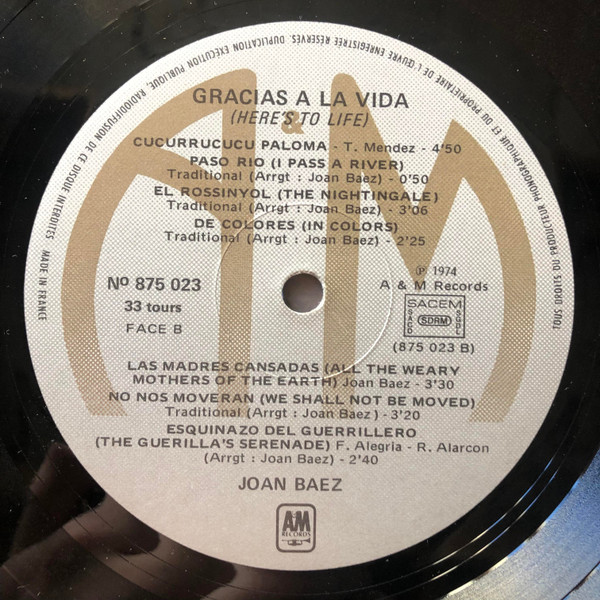 TOUS DROITS DU PRODUCTEUR PHONOGRAPHIQUE ET DU PROPRIETAIRE DE L'ŒUVRE ENREGISTREE RESERVES. DUPLICATION EXECUTION PUBLIQUE, RADIODIFFUSION DE CE DISQUE INTERDITES
MADE IN FRANCE
A&M
GRACIAS A LA VIDA
(HERE'S TO LIFE)
CUCURRUCUCU PALOMA - T. Mendez - 4'50
PASO RIO (I PASS A RIVER)
Traditional (Arrgt : Joan Baez) - 0'50
EL ROSSINYOL (THE NIGHTINGALE)
Traditional (Arrgt : Joan Baez) - 3'06
DE COLORES (IN COLORS)
Traditional (Arrgt : Joan Baez) - 2'25
Nº 875 023
33 tours
FACE B
℗ 1974
A & M Records
SACEM
SACD SDRM SGDL
(875 023 B)
LAS MADRES CANSADAS (ALL THE WEARY
MOTHERS OF THE EARTH) Joan Baez - 3'30
NO NOS MOVERAN (WE SHALL NOT BE MOVED)
Traditional (Arrgt : Joan Baez) - 3'20
ESQUINAZO DEL GUERRILLERO
(THE GUERILLA'S SERENADE) F. Alegria - R. Alarcon
(Arrgt : Joan Baez) - 2'40
JOAN BAEZ
AM
RECORDS